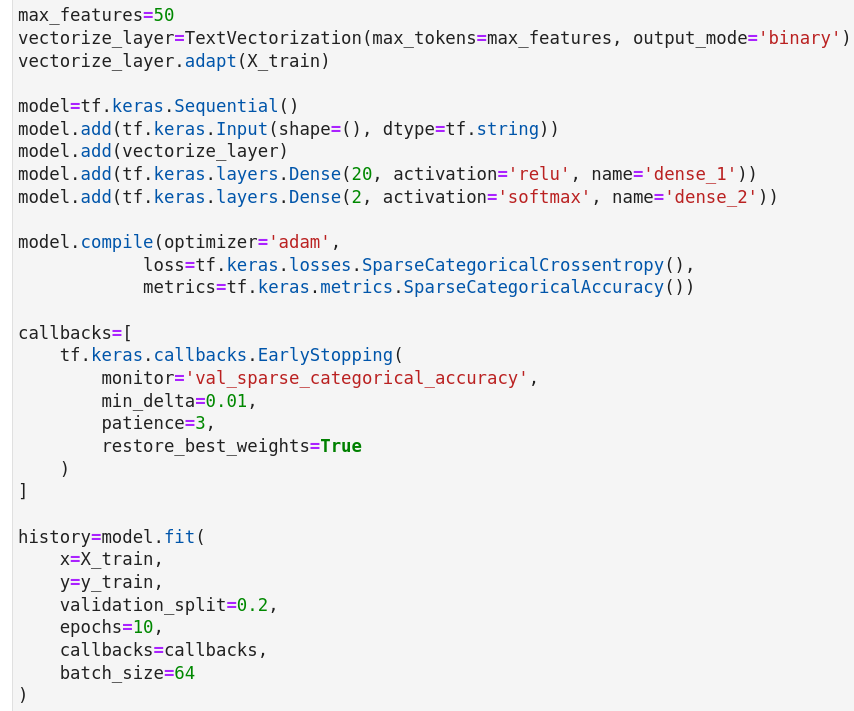 max_features=50
vectorize_layer=TextVectorization(max_tokens=max_features, output_mode='binary')
vectorize_layer.adapt(X_train)

model=tf.keras.Sequential()
model.add(tf.keras.Input(shape=(), dtype=tf.string))
model.add(vectorize_layer)
model.add(tf.keras.layers.Dense(20, activation='relu', name='dense_1'))
model.add(tf.keras.layers.Dense(2, activation='softmax', name='dense_2'))

model.compile(optimizer='adam',
            loss=tf.keras.losses.SparseCategoricalCrossentropy(),
            metrics=tf.keras.metrics.SparseCategoricalAccuracy())

callbacks=[
    tf.keras.callbacks.EarlyStopping(
        monitor='val_sparse_categorical_accuracy',
        min_delta=0.01,
        patience=3,
        restore_best_weights=True
    )
]

history=model.fit(
    x=X_train,
    y=y_train,
    validation_split=0.2,
    epochs=10,
    callbacks=callbacks,
    batch_size=64
)